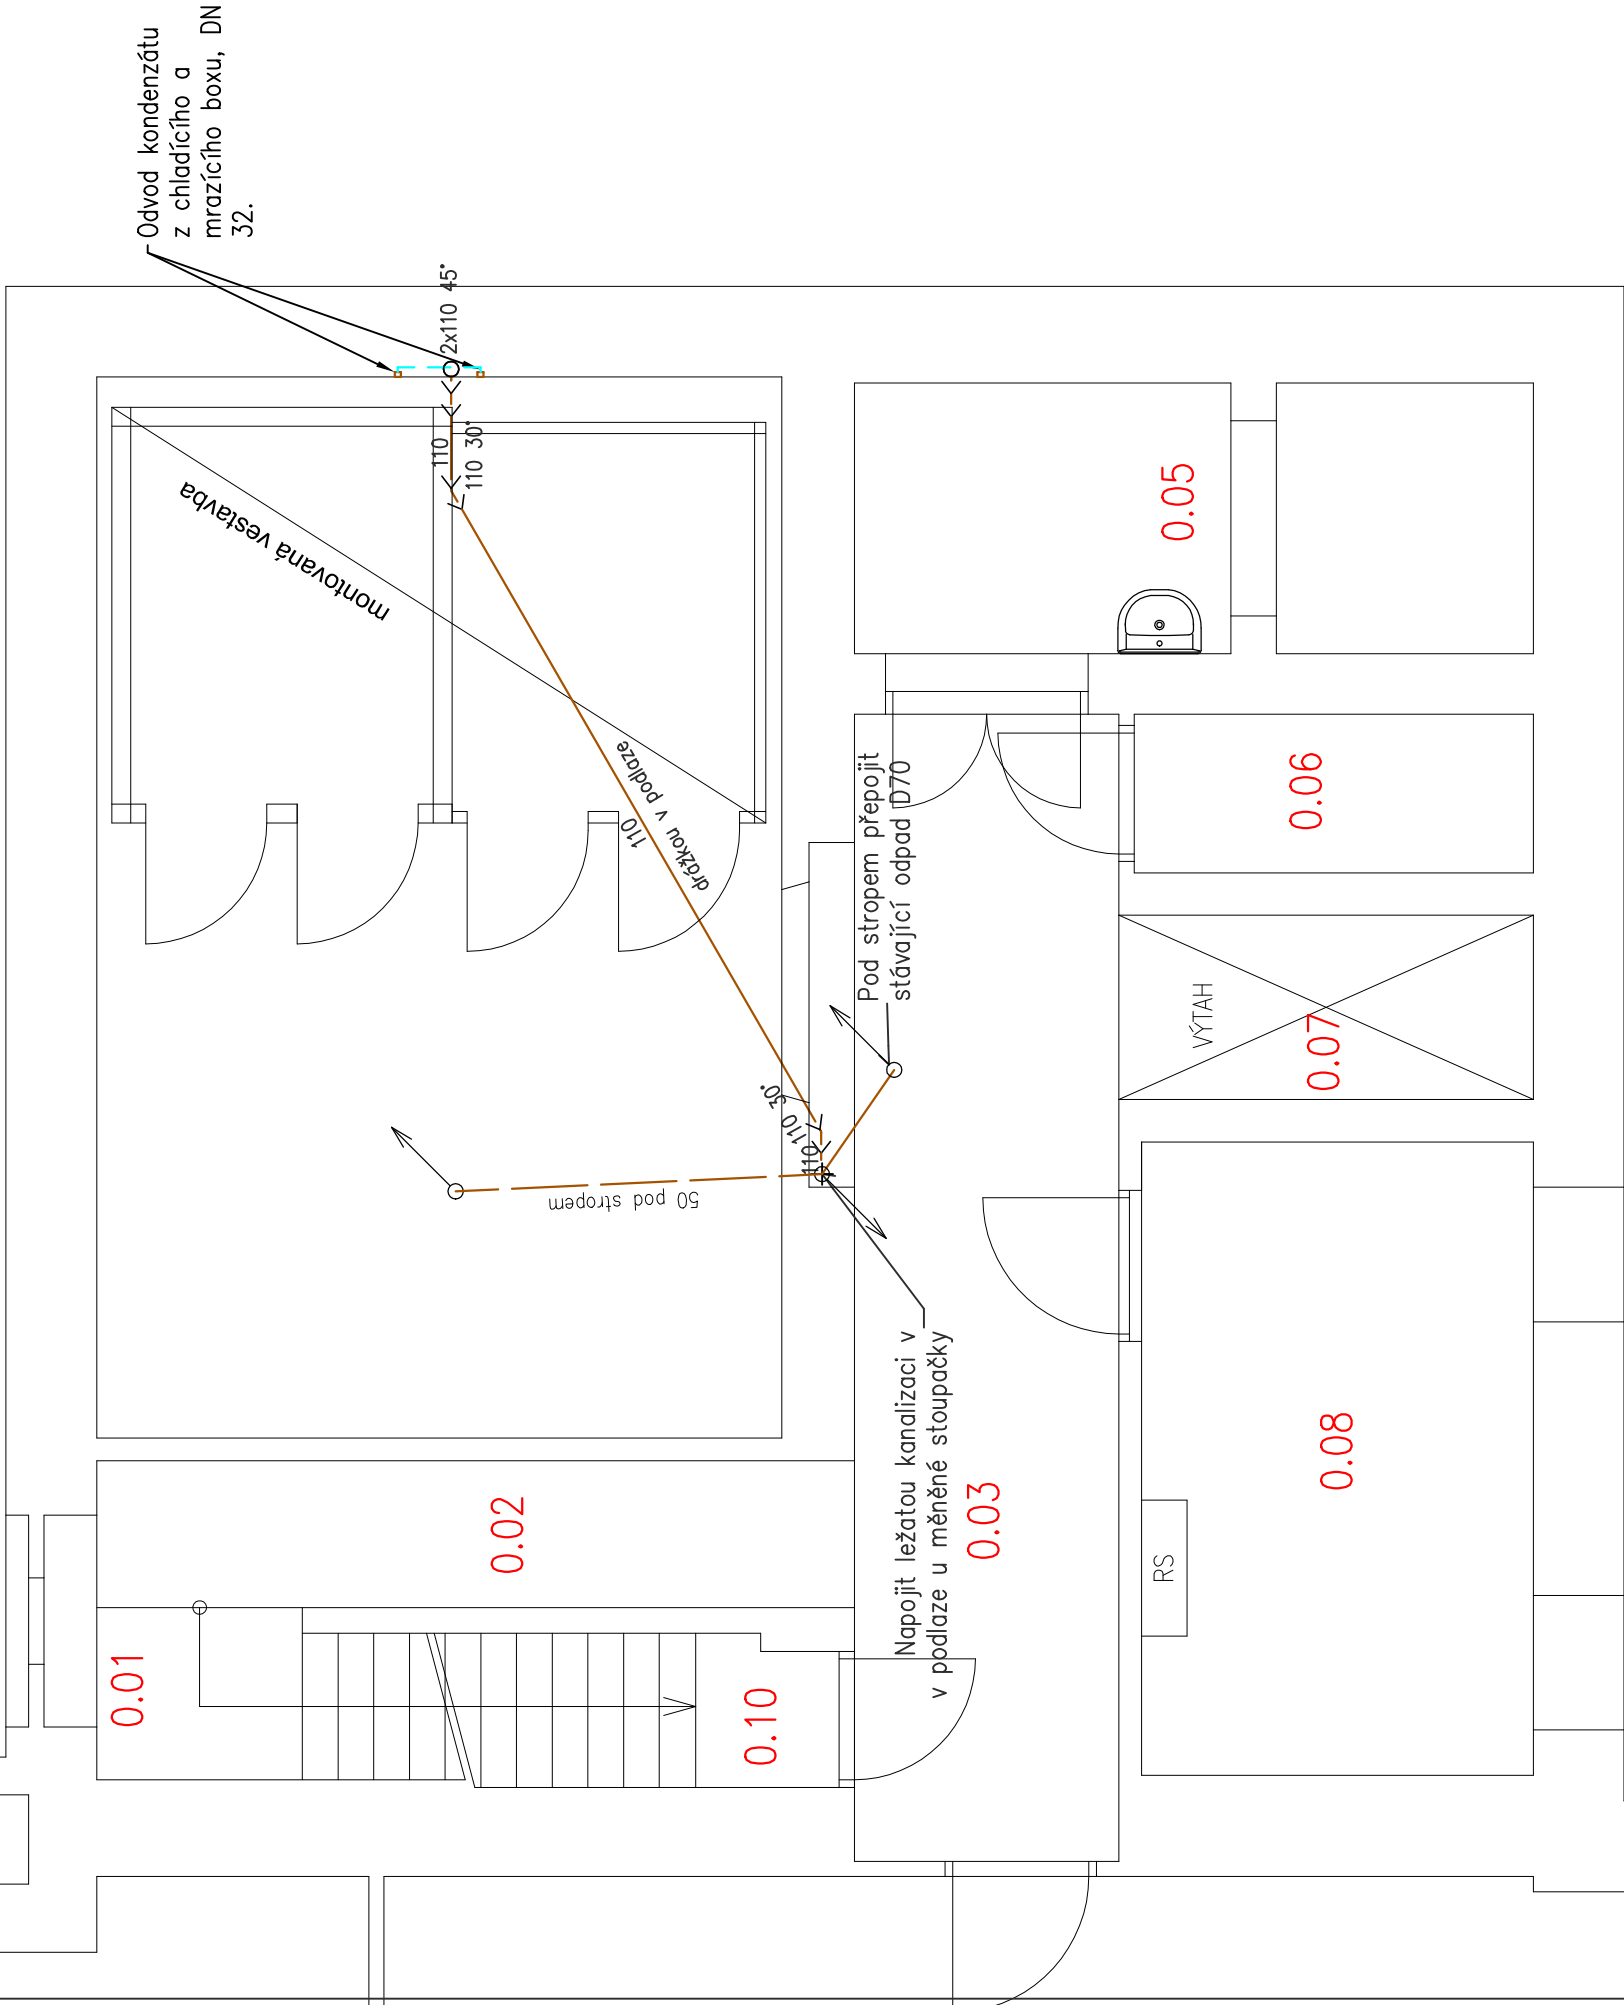 Odvod kondenzátu
z chladícího a
mrazícího boxu, DN
32.
2x110 45°
110
110 30°
montovaná vestavba
110
drážkou v podlaze
Pod stropem přepojit
stávající odpad D70
110 30°
110
50 pod stropem
Napojit ležatou kanalizaci v
v podlaze u měněné stoupačky
0.05
0.06
VÝTAH
0.07
0.08
RS
0.03
0.02
0.01
0.10